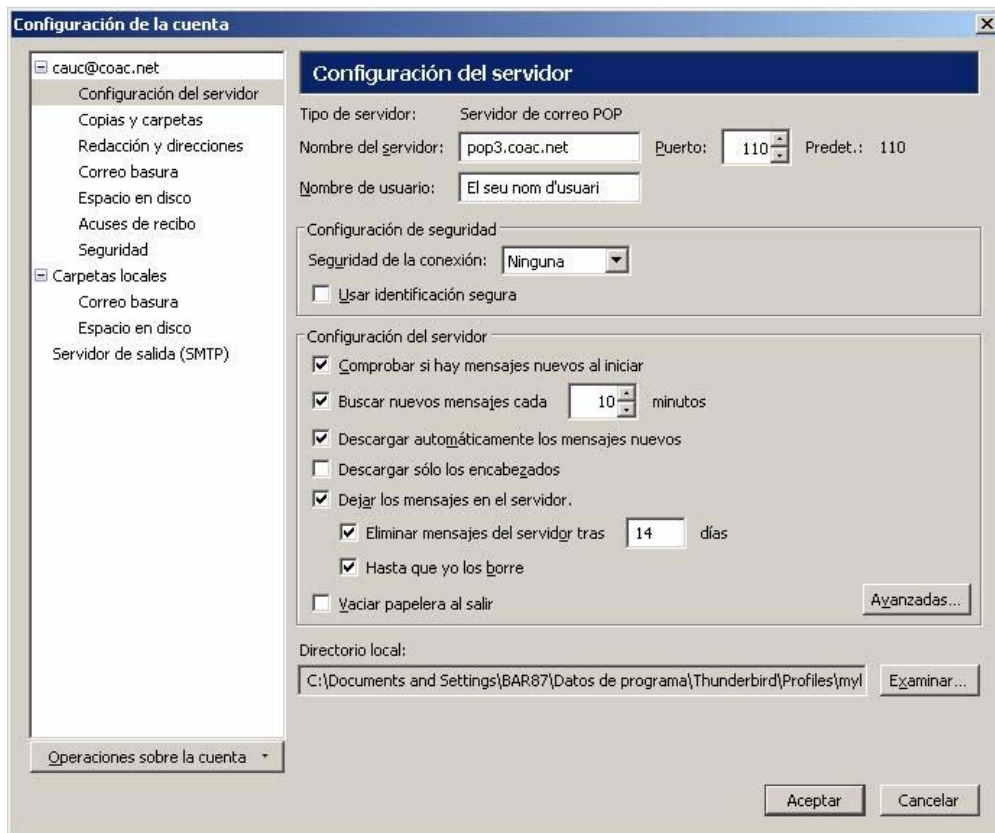 Configuración de la cuenta
cauc@coac.net
Configuración del servidor
Copias y carpetas
Redacción y direcciones
Correo basura
Espacio en disco
Acuses de recibo
Seguridad
Carpetas locales
Correo basura
Espacio en disco
Servidor de salida (SMTP)
Operaciones sobre la cuenta
Configuración del servidor
Tipo de servidor: Servidor de correo POP
Nombre del servidor: pop3.coac.net Puerto: 110 Predet.: 110
Nombre de usuario: El seu nom d'usuari
Configuración de seguridad
Seguridad de la conexión: Ninguna
Usar identificación segura
Configuración del servidor
Comprobar si hay mensajes nuevos al iniciar
Buscar nuevos mensajes cada 10 minutos
Descargar automáticamente los mensajes nuevos
Descargar sólo los encabezados
Dejar los mensajes en el servidor.
Eliminar mensajes del servidor tras 14 días
Hasta que yo los borre
Vaciar papelera al salir Avanzadas...
Directorio local:
C:\Documents and Settings\BAR87\Datos de programa\Thunderbird\Profiles\myl Examinar...
Aceptar Cancelar